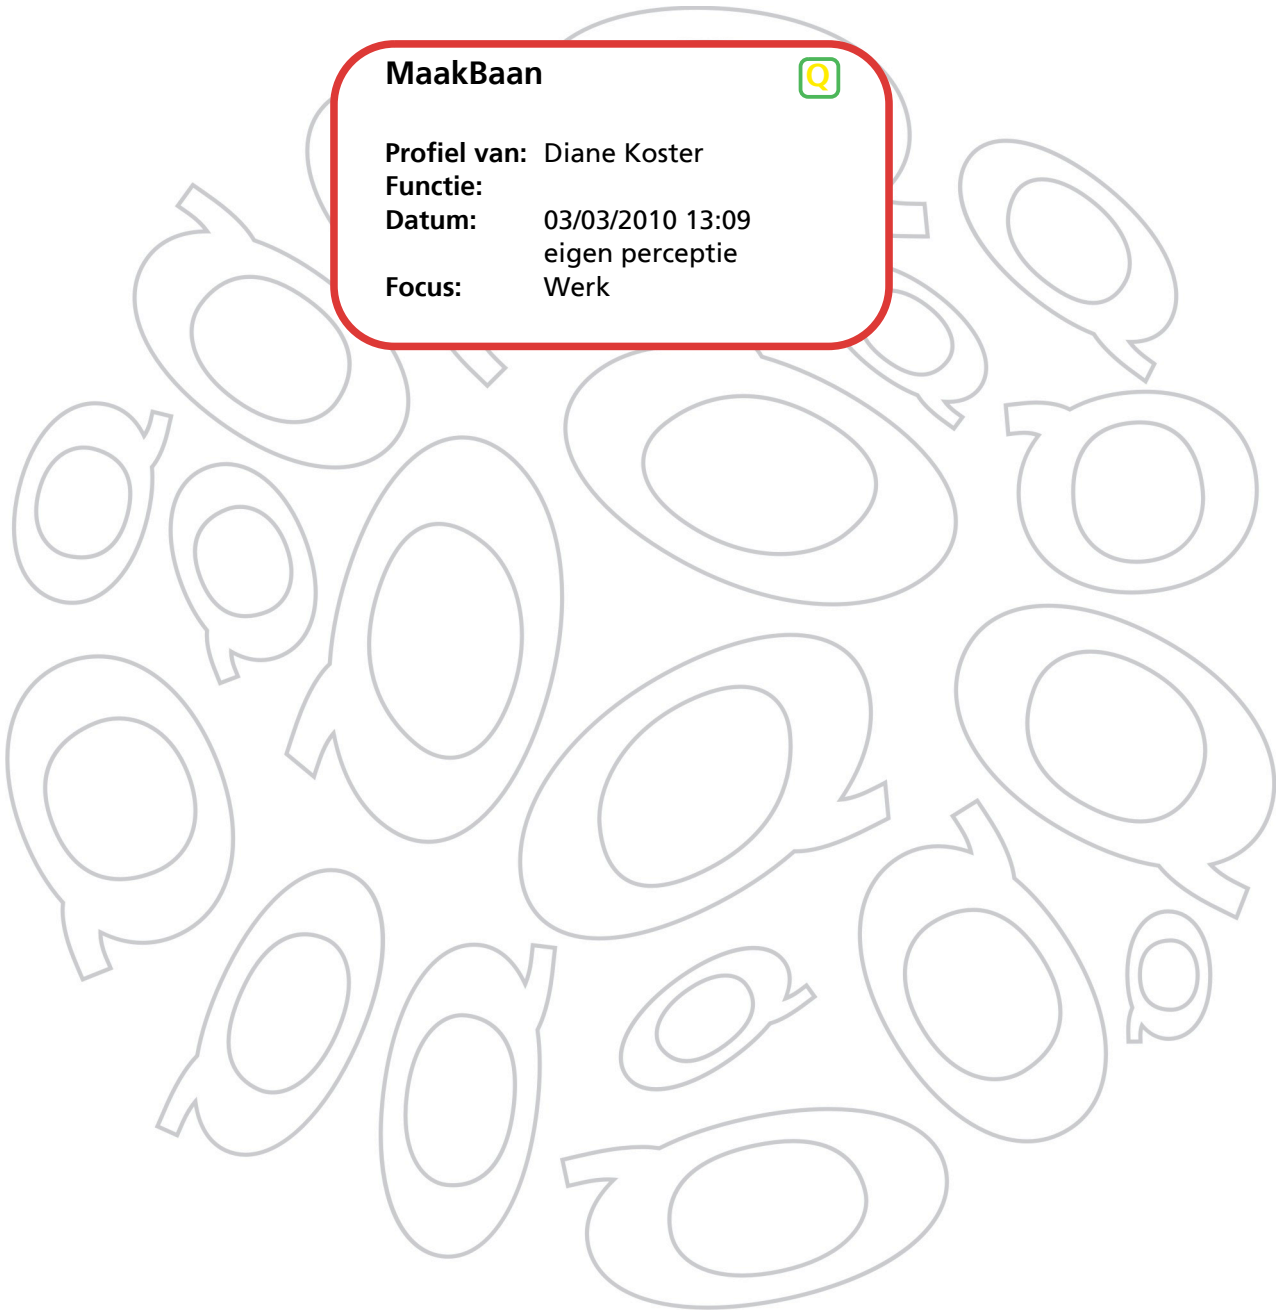 MaakBaan
Q
Profiel van: Diane Koster
Functie:
Datum: 03/03/2010 13:09
eigen perceptie
Focus: Werk